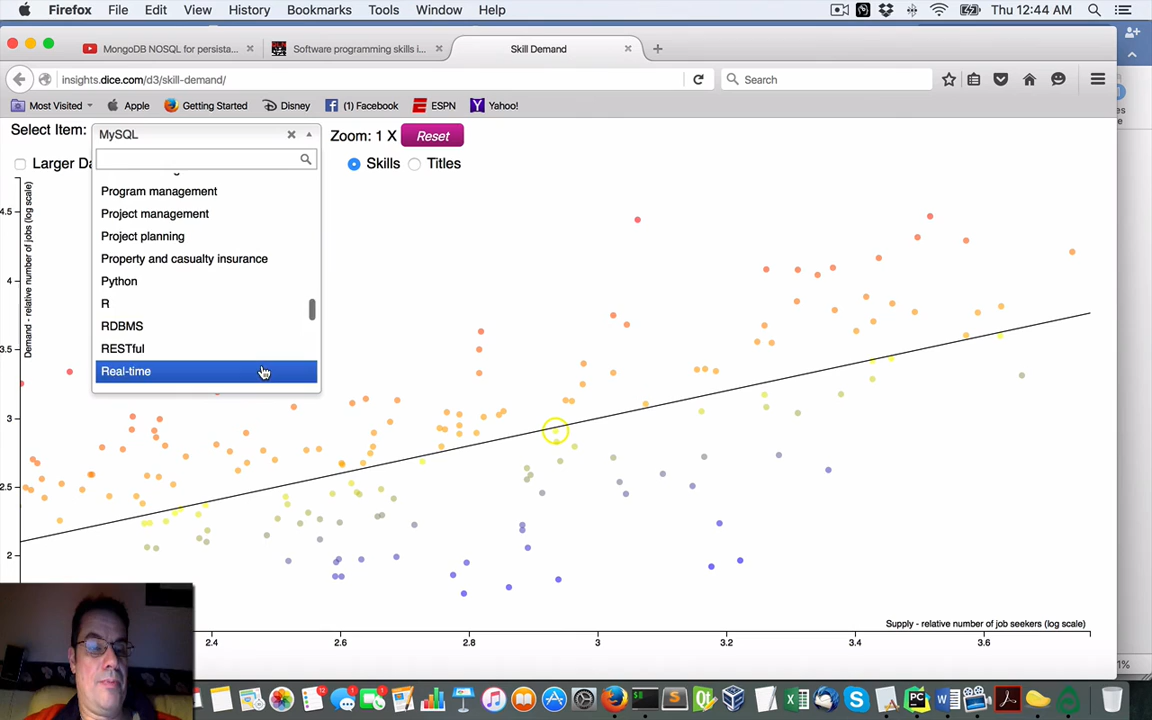 Firefox File Edit View History Bookmarks Tools Window Help Thu 12:44 AM
MongoDB NOSQL for persista... Software programming skills i... Skill Demand
insights.dice.com/d3/skill-demand/ Search
Most Visited Apple Getting Started Disney (1) Facebook ESPN Yahoo!
Select Item: MySQL Zoom: 1 X Reset
Larger Da Skills Titles
Program management
Project management
Project planning
Property and casualty insurance
Python
R
RDBMS
RESTful
Real-time
Demand - relative number of jobs (log scale)
4.5
4
3.5
3
2.5
2
Supply - relative number of job seekers (log scale)
2.4 2.6 2.8 3 3.2 3.4 3.6
1%